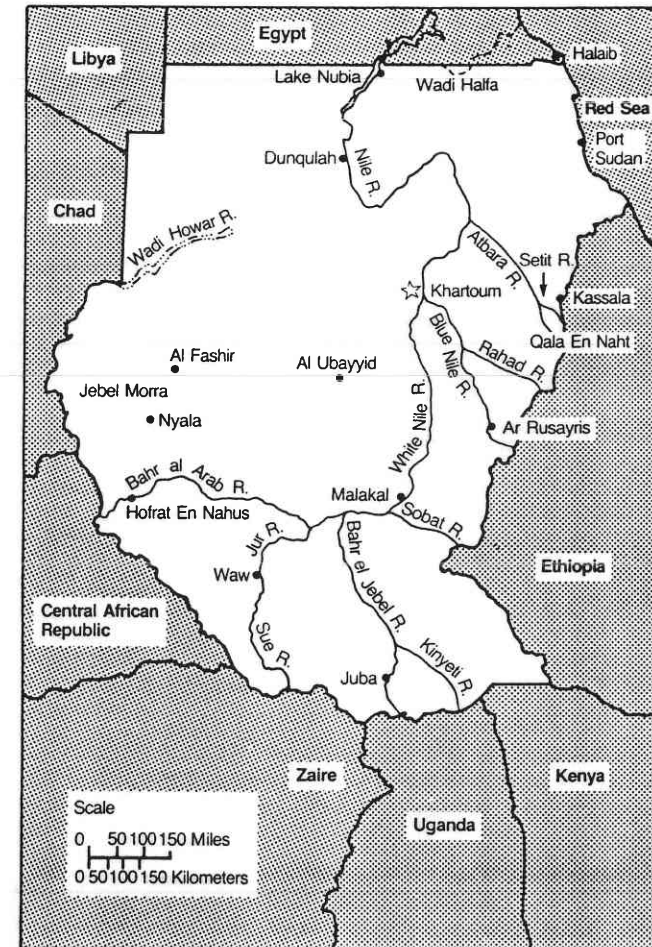 Egypt
Libya
Halaib
Lake Nubia
Wadi Halfa
Red Sea
Port
Sudan
Dunqulah
Nile R.
Chad
Wadi Howar R.
Atbara R.
Setit R.
Khartoum
Kassala
Qala En Naht
Blue Nile R.
Rahad R.
Al Fashir
Al Ubayyid
Jebel Morra
Nyala
White Nile R.
Ar Rusayris
Bahr al Arab R.
Malakal
Sobat R.
Hofrat En Nahus
Jur R.
Bahr el Jebel R.
Waw
Ethiopia
Central African
Republic
Sue R.
Kinyeti R.
Juba
Zaire
Kenya
Uganda
Scale
0 50 100 150 Miles
0 50 100 150 Kilometers